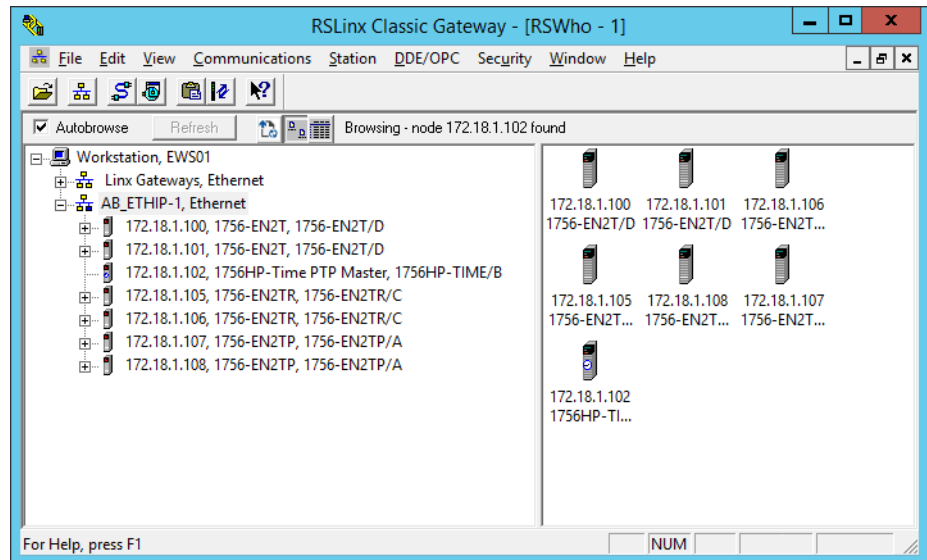 RSLinx Classic Gateway - [RSWho - 1]
File Edit View Communications Station DDE/OPC Security Window Help
Autobrowse Refresh Browsing - node 172.18.1.102 found
Workstation, EWS01
Linx Gateways, Ethernet
AB_ETHIP-1, Ethernet
172.18.1.100, 1756-EN2T, 1756-EN2T/D
172.18.1.101, 1756-EN2T, 1756-EN2T/D
172.18.1.102, 1756HP-Time PTP Master, 1756HP-TIME/B
172.18.1.105, 1756-EN2TR, 1756-EN2TR/C
172.18.1.106, 1756-EN2TR, 1756-EN2TR/C
172.18.1.107, 1756-EN2TP, 1756-EN2TP/A
172.18.1.108, 1756-EN2TP, 1756-EN2TP/A
172.18.1.100 172.18.1.101 172.18.1.106
1756-EN2T/D 1756-EN2T/D 1756-EN2T...
172.18.1.105 172.18.1.108 172.18.1.107
1756-EN2T... 1756-EN2T... 1756-EN2T...
172.18.1.102
1756HP-TI...
For Help, press F1 NUM